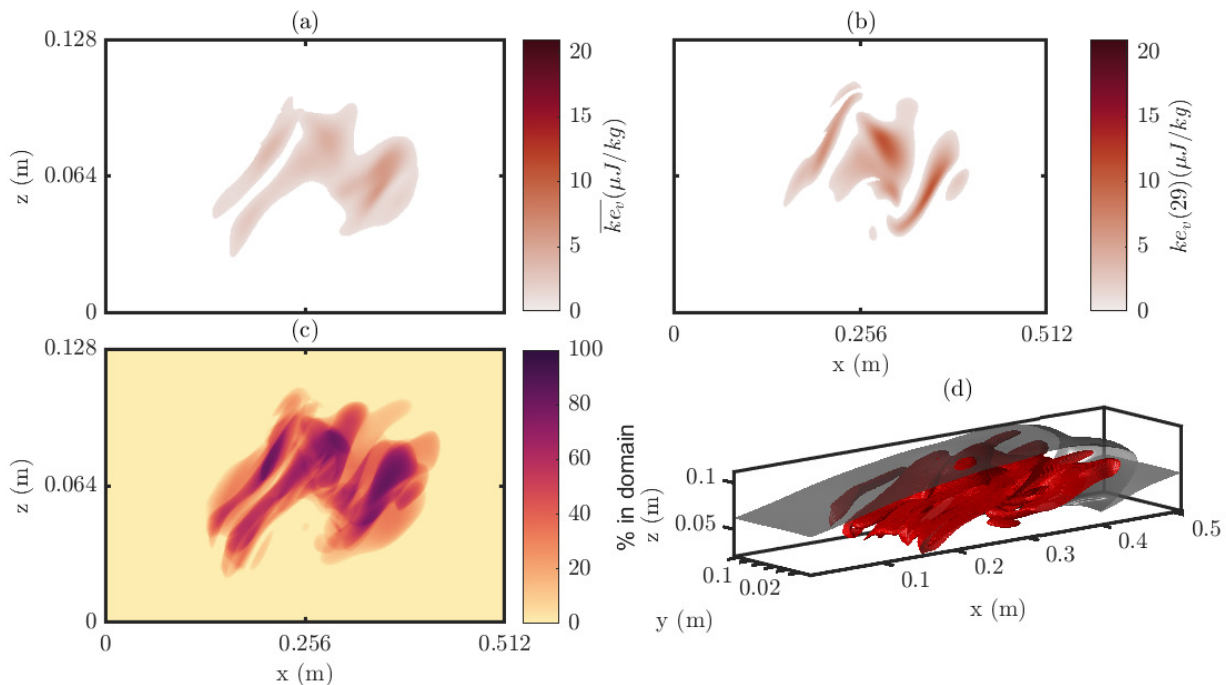 (a)
0.128
0.064
0
z (m)
20
15
10
5
0
$\overline{ke_v}(\mu J/kg)$
(b)
0
0.256
0.512
x (m)
20
15
10
5
0
$ke_v(29)(\mu J/kg)$
(c)
0.128
0.064
0
z (m)
0
0.256
0.512
x (m)
100
80
60
40
20
0
% in domain
(d)
0.1
0.05
z (m)
0.1
0.02
y (m)
0.1
0.2
0.3
0.4
0.5
x (m)